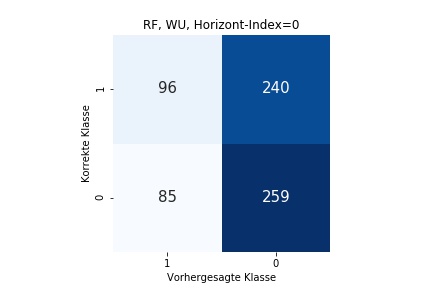 RF, WU, Horizont-Index=0
Korrekte Klasse
1
96
240
0
85
259
1
0
Vorhergesagte Klasse